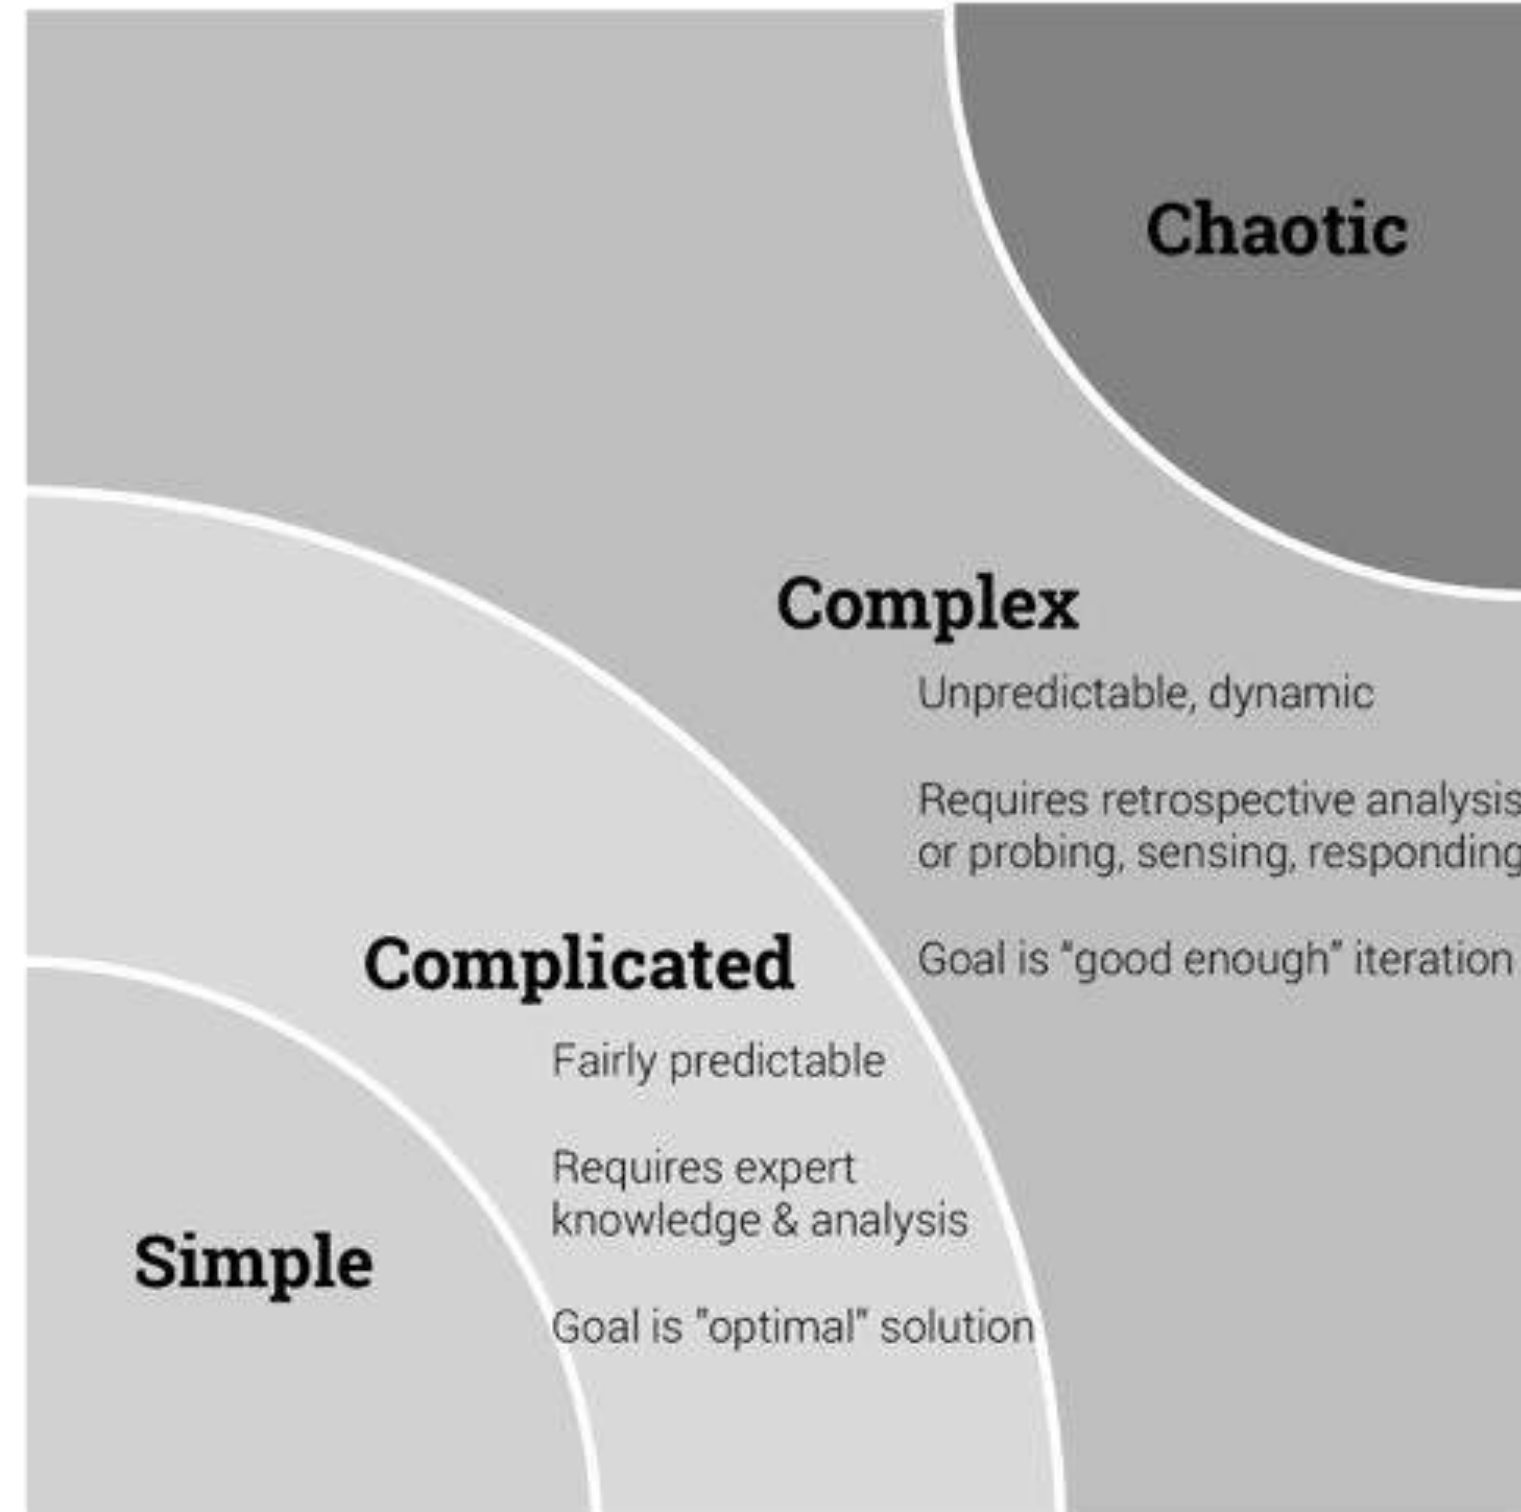 Chaotic
Complex
Unpredictable, dynamic
Requires retrospective analysis
or probing, sensing, responding
Goal is “good enough” iteration
Complicated
Fairly predictable
Requires expert
knowledge & analysis
Goal is "optimal" solution
Simple